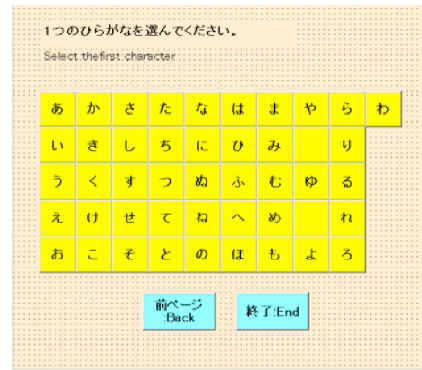 1つのひらがなを選んでください。
Select thefirst character
あ か さ た な は ま や ら わ
い き し ち に ひ み り
う く す つ ぬ ふ む ゆ る
え け せ て ね へ め れ
お こ そ と の ほ も よ ろ
前ページ 終了:End
:Back